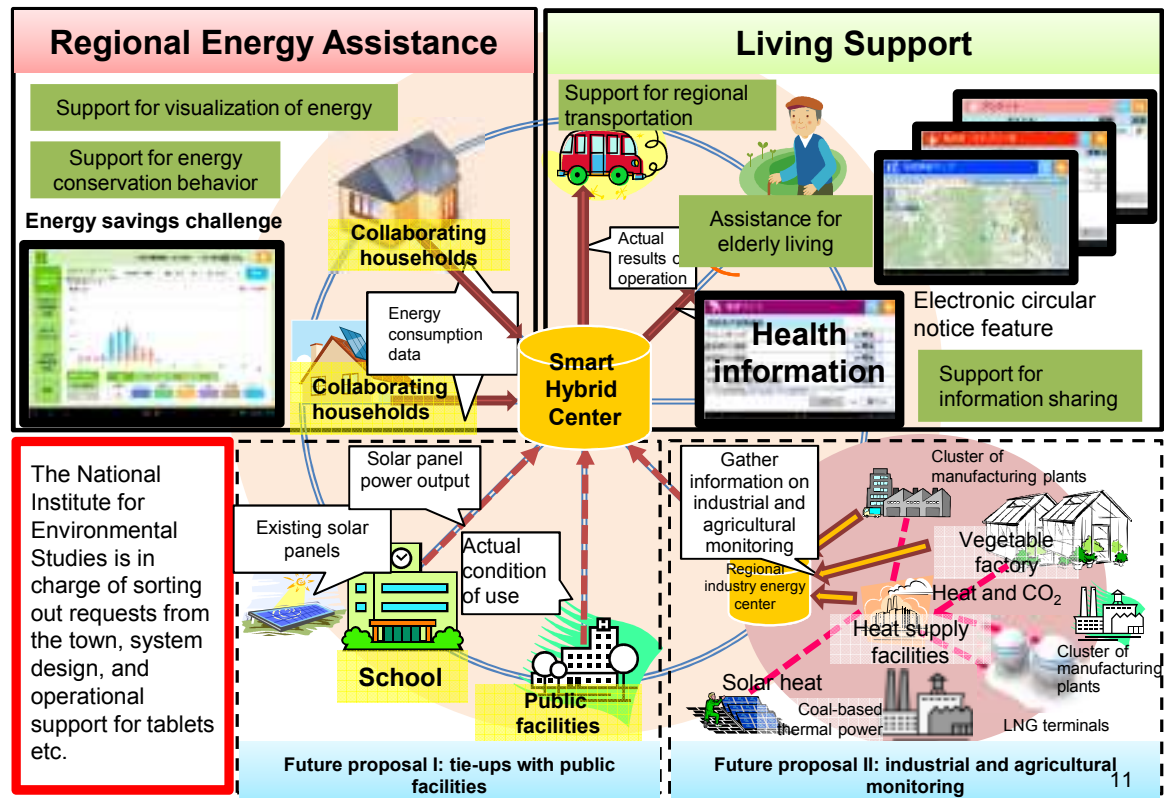 Regional Energy Assistance
Living Support
Support for visualization of energy
Support for energy
conservation behavior
Energy savings challenge
Collaborating
households
Energy
consumption
data
Collaborating
households
Support for regional
transportation
Actual
results
operation
Assistance for
elderly living
Electronic circular
notice feature
Health
information
Support for
information sharing
Smart
Hybrid
Center
The National
Institute for
Environmental
Studies is in
charge of sorting
out requests from
the town, system
design, and
operational
support for tablets
etc.
Solar panel
power output
Existing solar
panels
Actual
condition
of use
School
Public
facilities
Future proposal I: tie-ups with public
facilities
Gather
information on
industrial and
agricultural
monitoring
Regional
industry energy
center
Cluster of
manufacturing plants
Vegetable
factory
Heat and CO₂
Heat supply
facilities
Cluster of
manufacturing
plants
Solar heat
Coal-based
thermal power
LNG terminals
Future proposal II: industrial and agricultural
monitoring
11